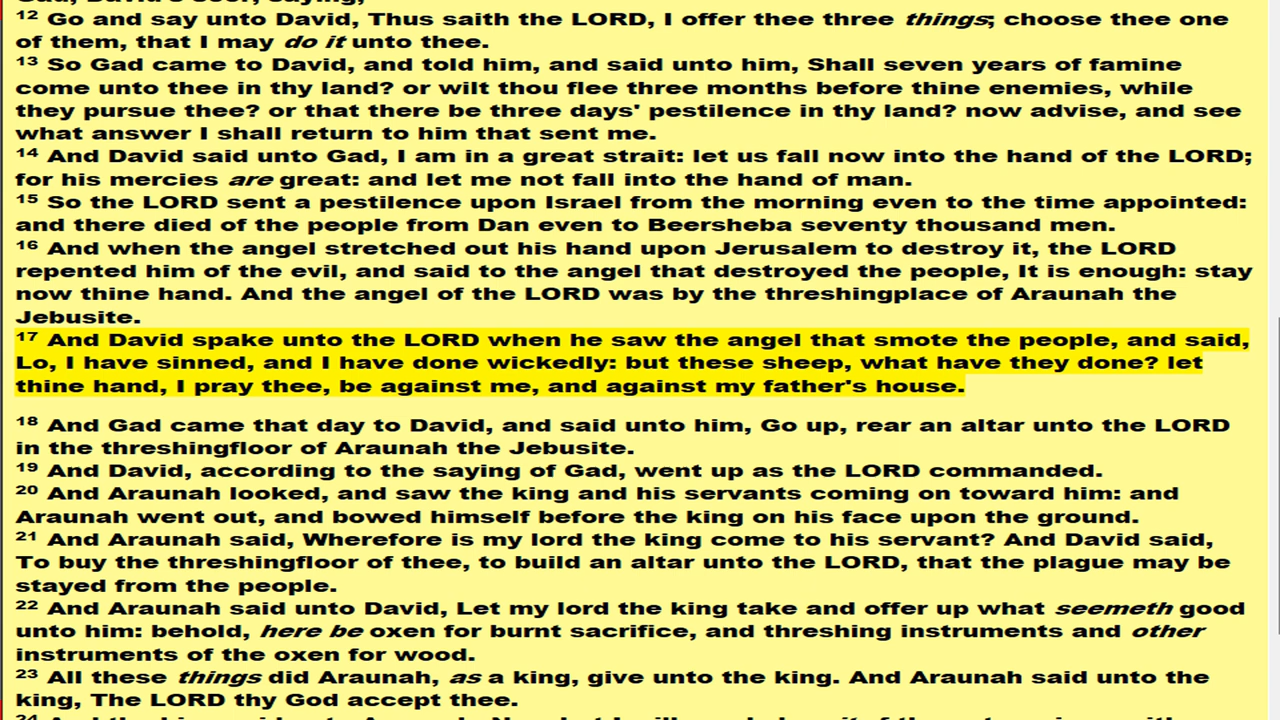 Gad, David's seer, saying,
12 Go and say unto David, Thus saith the LORD, I offer thee three things; choose thee one
of them, that I may do it unto thee.
13 So Gad came to David, and told him, and said unto him, Shall seven years of famine
come unto thee in thy land? or wilt thou flee three months before thine enemies, while
they pursue thee? or that there be three days' pestilence in thy land? now advise, and see
what answer I shall return to him that sent me.
14 And David said unto Gad, I am in a great strait: let us fall now into the hand of the LORD;
for his mercies are great: and let me not fall into the hand of man.
15 So the LORD sent a pestilence upon Israel from the morning even to the time appointed:
and there died of the people from Dan even to Beersheba seventy thousand men.
16 And when the angel stretched out his hand upon Jerusalem to destroy it, the LORD
repented him of the evil, and said to the angel that destroyed the people, It is enough: stay
now thine hand. And the angel of the LORD was by the threshingplace of Araunah the
Jebusite.
17 And David spake unto the LORD when he saw the angel that smote the people, and said,
Lo, I have sinned, and I have done wickedly: but these sheep, what have they done? let
thine hand, I pray thee, be against me, and against my father's house.
18 And Gad came that day to David, and said unto him, Go up, rear an altar unto the LORD
in the threshingfloor of Araunah the Jebusite.
19 And David, according to the saying of Gad, went up as the LORD commanded.
20 And Araunah looked, and saw the king and his servants coming on toward him: and
Araunah went out, and bowed himself before the king on his face upon the ground.
21 And Araunah said, Wherefore is my lord the king come to his servant? And David said,
To buy the threshingfloor of thee, to build an altar unto the LORD, that the plague may be
stayed from the people.
22 And Araunah said unto David, Let my lord the king take and offer up what seemeth good
unto him: behold, here be oxen for burnt sacrifice, and threshing instruments and other
instruments of the oxen for wood.
23 All these things did Araunah, as a king, give unto the king. And Araunah said unto the
king, The LORD thy God accept thee.